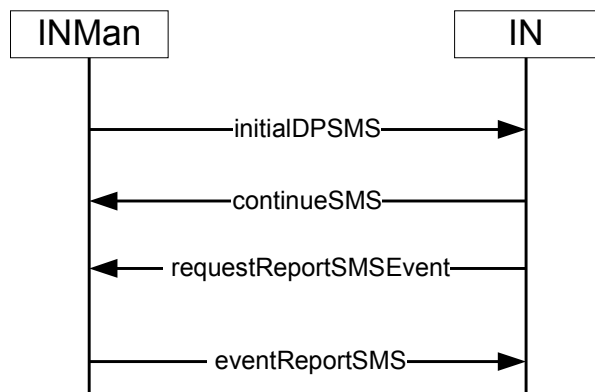 INMan
IN
initialDPSMS
continueSMS
requestReportSMSEvent
eventReportSMS